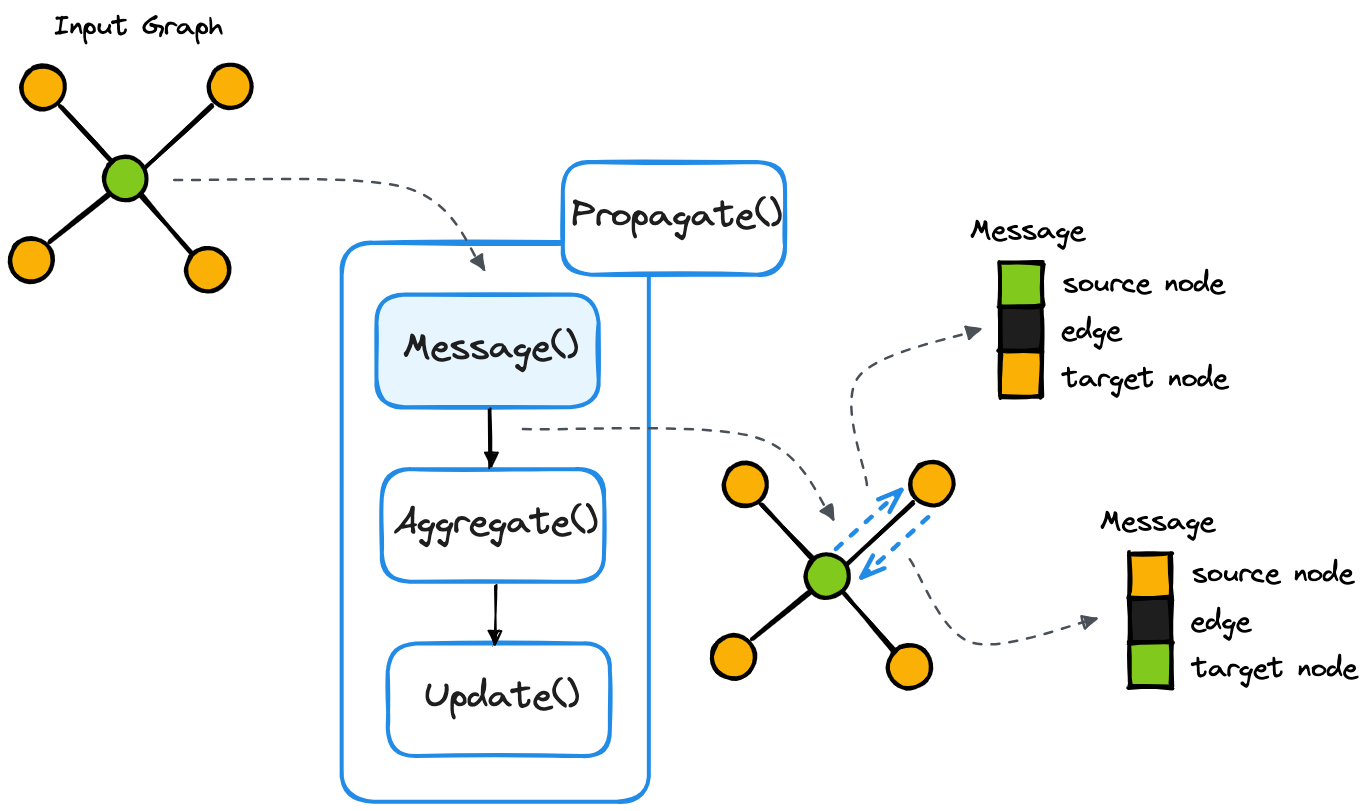 Input Graph
Propagate()
Message()
Aggregate()
Update()
Message
source node
edge
target node
Message
source node
edge
target node